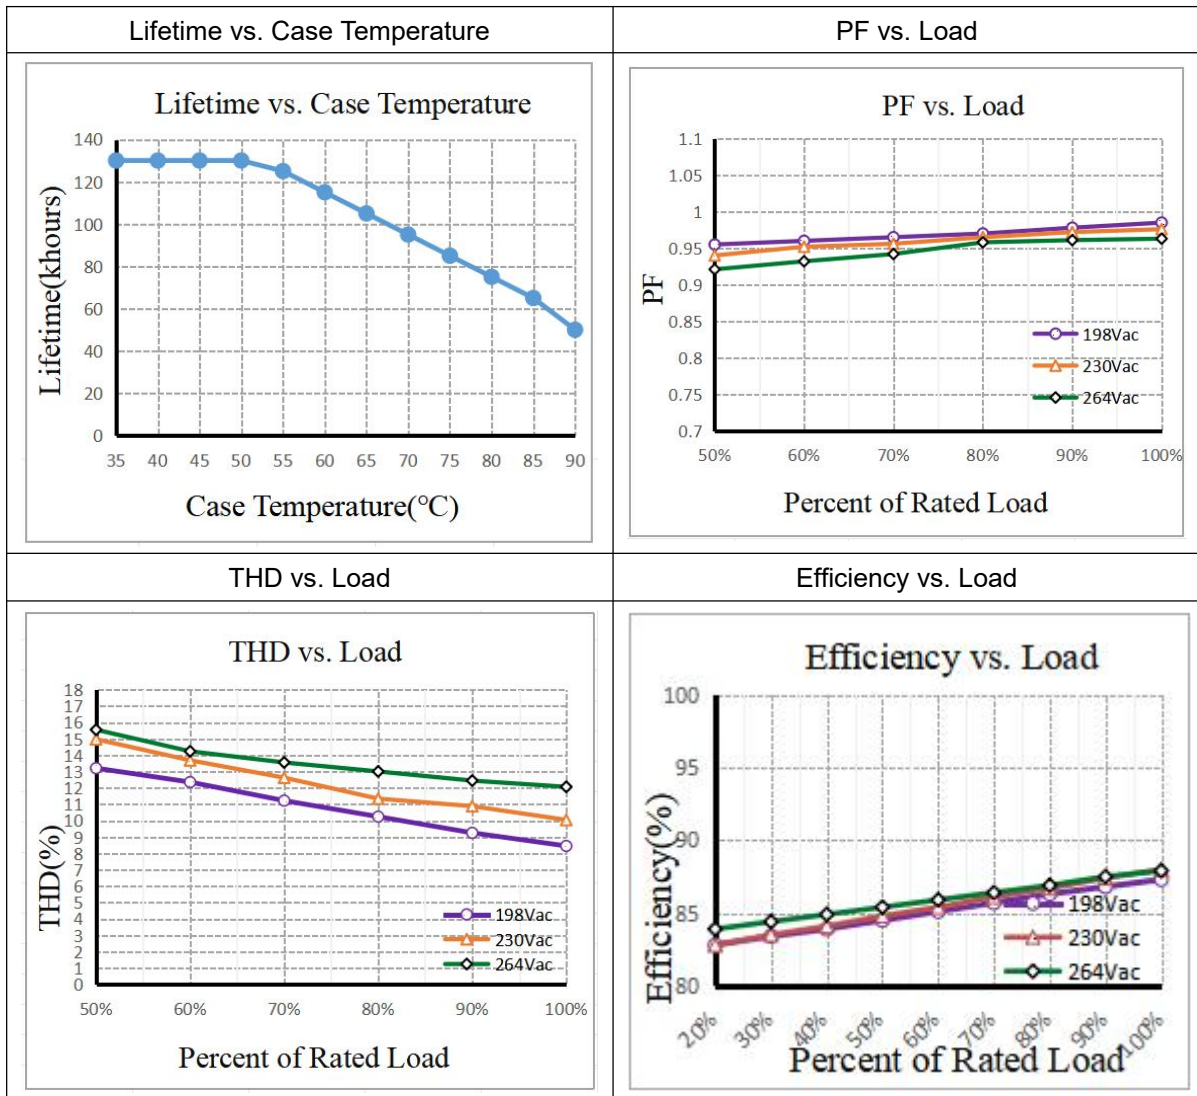 Lifetime vs. Case Temperature
PF vs. Load
Lifetime vs. Case Temperature
140
120
100
80
60
40
20
0
Lifetime(khours)
35 40 45 50 55 60 65 70 75 80 85 90
Case Temperature(°C)
PF vs. Load
1.1
1.05
1
0.95
0.9
0.85
0.8
0.75
0.7
PF
198Vac
230Vac
264Vac
50% 60% 70% 80% 90% 100%
Percent of Rated Load
THD vs. Load
Efficiency vs. Load
THD vs. Load
18
17
16
15
14
13
12
11
10
9
8
7
6
5
4
3
2
1
0
THD(%)
198Vac
230Vac
264Vac
50% 60% 70% 80% 90% 100%
Percent of Rated Load
Efficiency vs. Load
100
95
90
85
80
Efficiency(%)
198Vac
230Vac
264Vac
20% 30% 40% 50% 60% 70% 80% 90% 100%
Percent of Rated Load